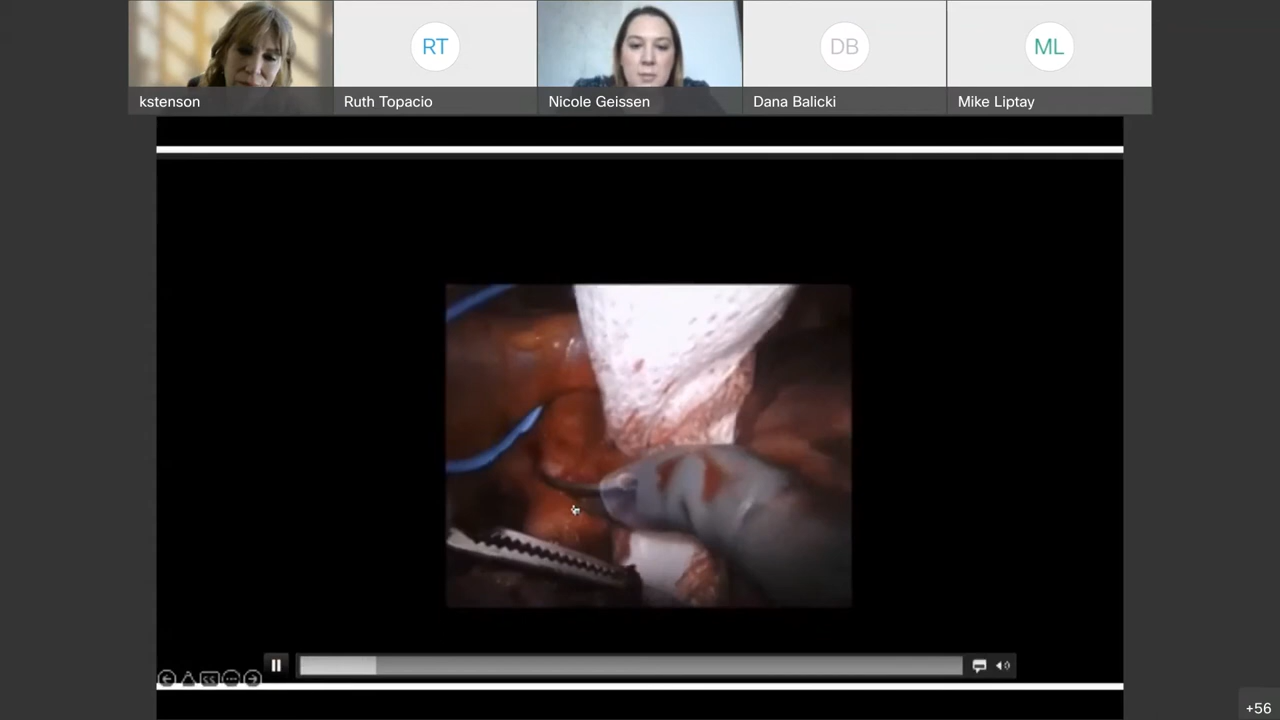 RT
DB
ML
kstenson
Ruth Topacio
Nicole Geissen
Dana Balicki
Mike Liptay
+56